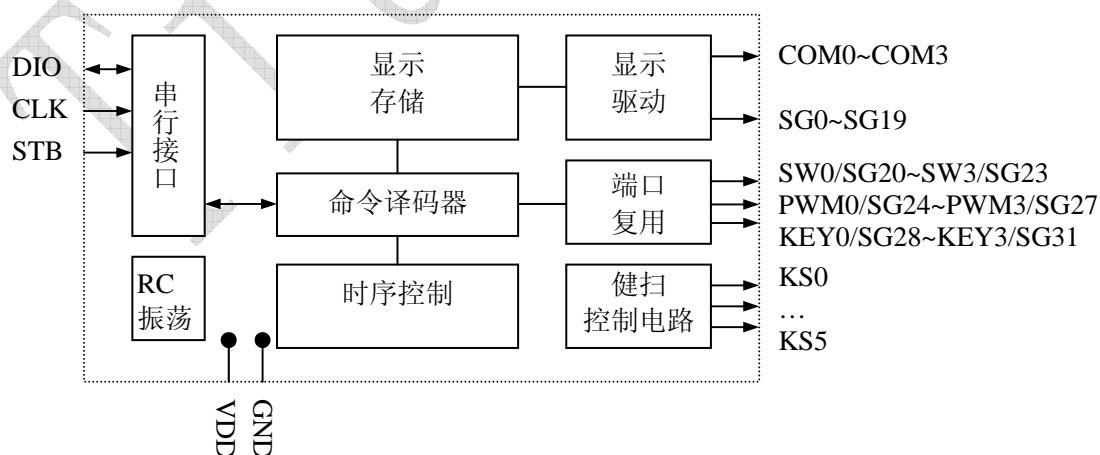 DIO
CLK
STB
串行接口
显示
存储
显示
驱动
COM0~COM3
SG0~SG19
命令译码器
端口
复用
SW0/SG20~SW3/SG23
PWM0/SG24~PWM3/SG27
KEY0/SG28~KEY3/SG31
RC
振荡
时序控制
健扫
控制电路
KS0
…
KS5
VDD
GND